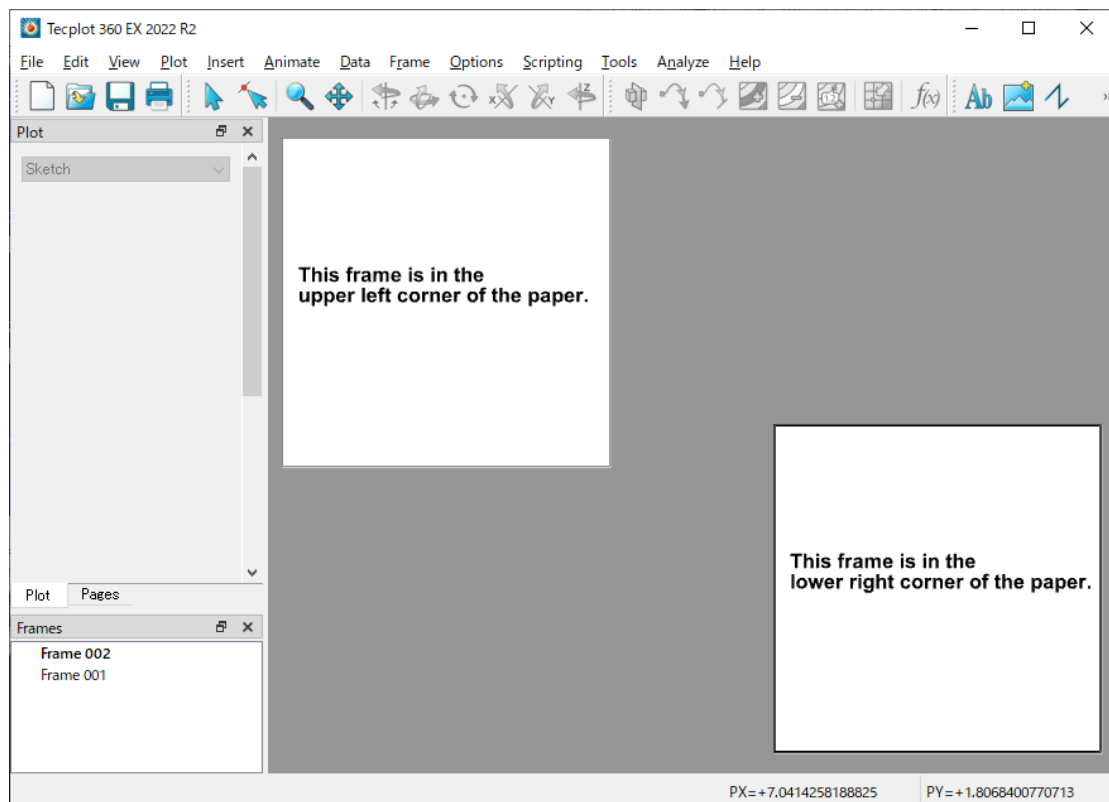 Tecplot 360 EX 2022 R2
File Edit View Plot Insert Animate Data Frame Options Scripting Tools Analyze Help
Plot
Sketch
This frame is in the
upper left corner of the paper.
This frame is in the
lower right corner of the paper.
Plot Pages
Frames
Frame 002
Frame 001
PX=+7.0414258188825 PY=+1.8068400770713